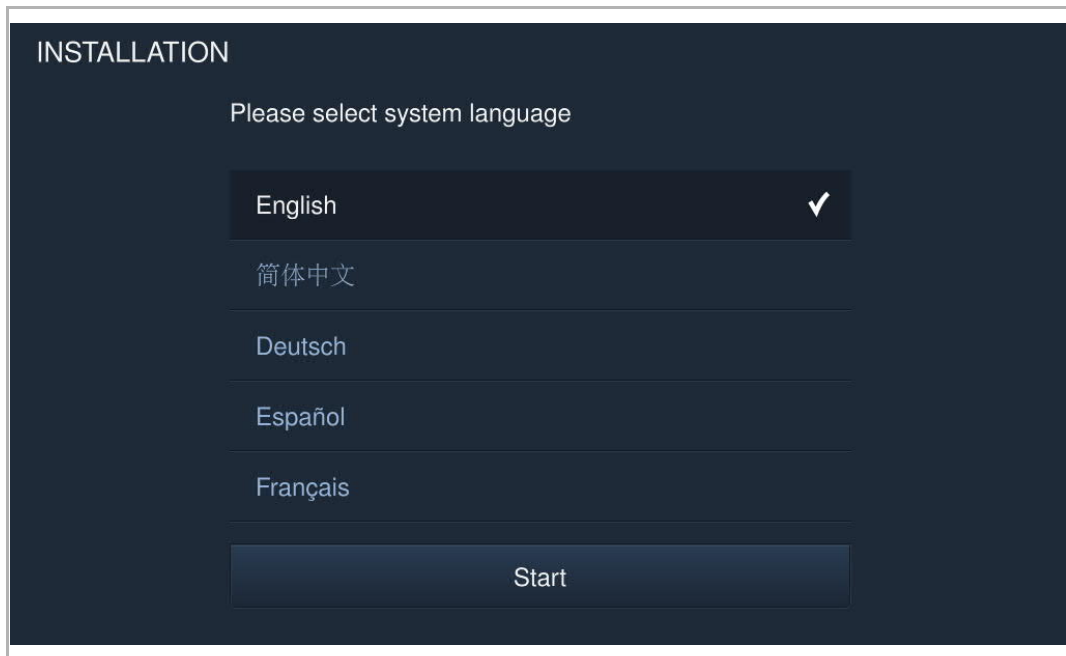 INSTALLATION
Please select system language
English
简体中文
Deutsch
Español
Français
Start